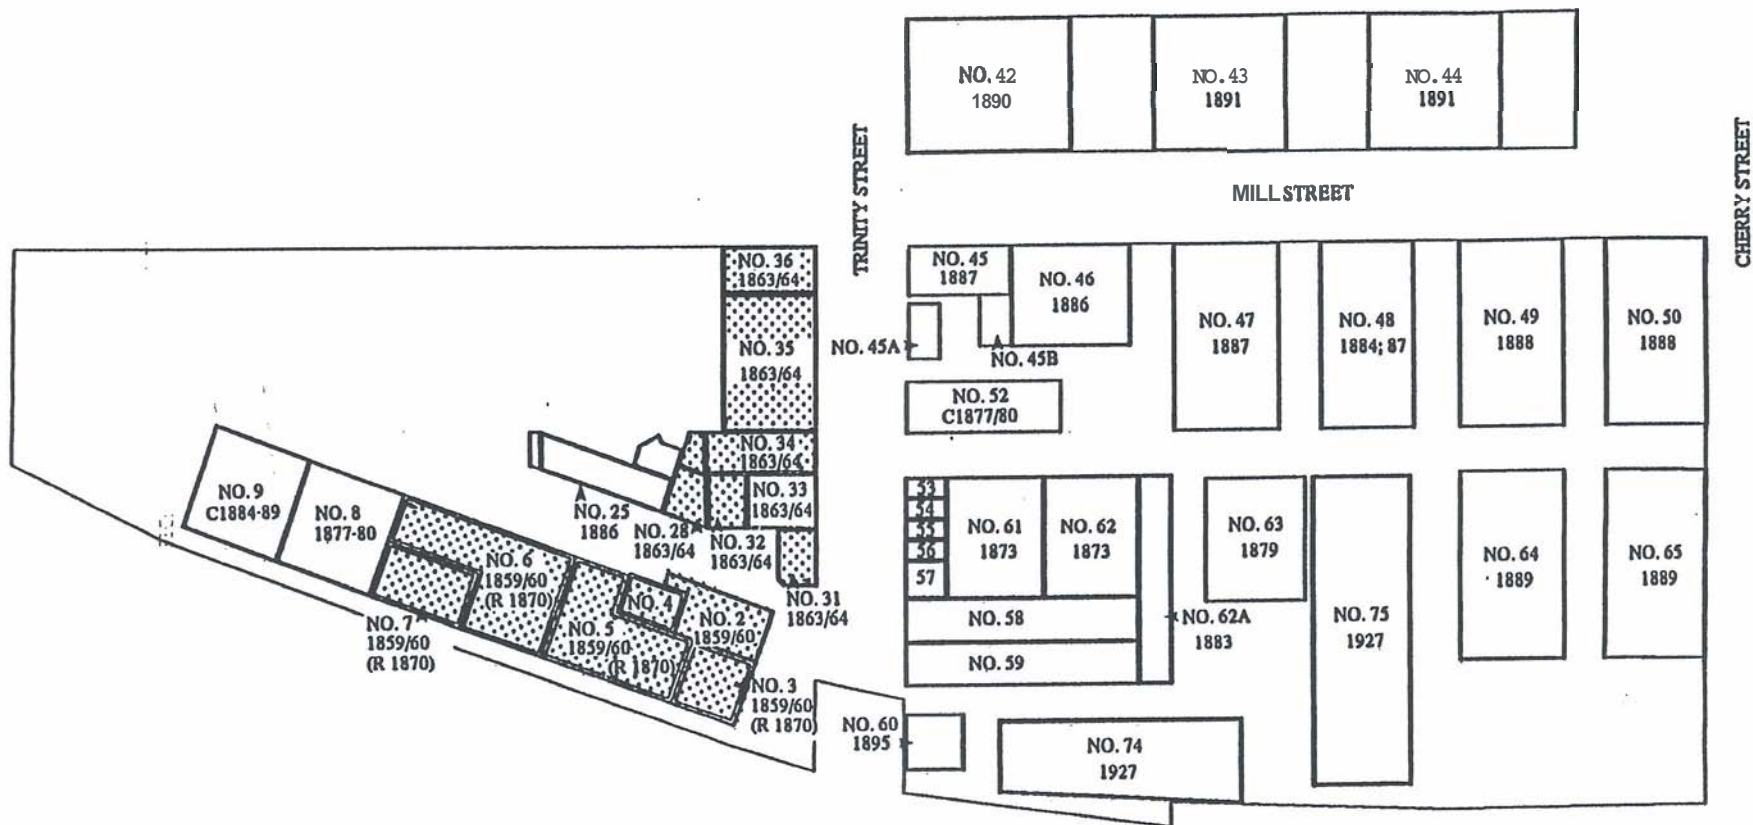 NO. 42
1890
NO. 43
1891
NO. 44
1891
TRINITY STREET
MILL STREET
CHERRY STREET
NO. 36
1863/64
NO. 35
1863/64
NO. 34
1863/64
NO. 33
1863/64
NO. 25
1886
NO. 28
1863/64
NO. 32
1863/64
NO. 31
1863/64
NO. 9
C1884-89
NO. 8
1877-80
NO. 6
1859/60
(R 1870)
NO. 7
1859/60
(R 1870)
NO. 5
1859/60
(R 1870)
NO. 4
NO. 2
1859/60
NO. 3
1859/60
(R 1870)
NO. 45
1887
NO. 46
1886
NO. 45A
NO. 45B
NO. 47
1887
NO. 48
1884; 87
NO. 49
1888
NO. 50
1888
NO. 52
C1877/80
53
54
55
56
57
NO. 61
1873
NO. 62
1873
NO. 58
NO. 59
NO. 62A
1883
NO. 63
1879
NO. 75
1927
NO. 64
1889
NO. 65
1889
NO. 60
1895
NO. 74
1927